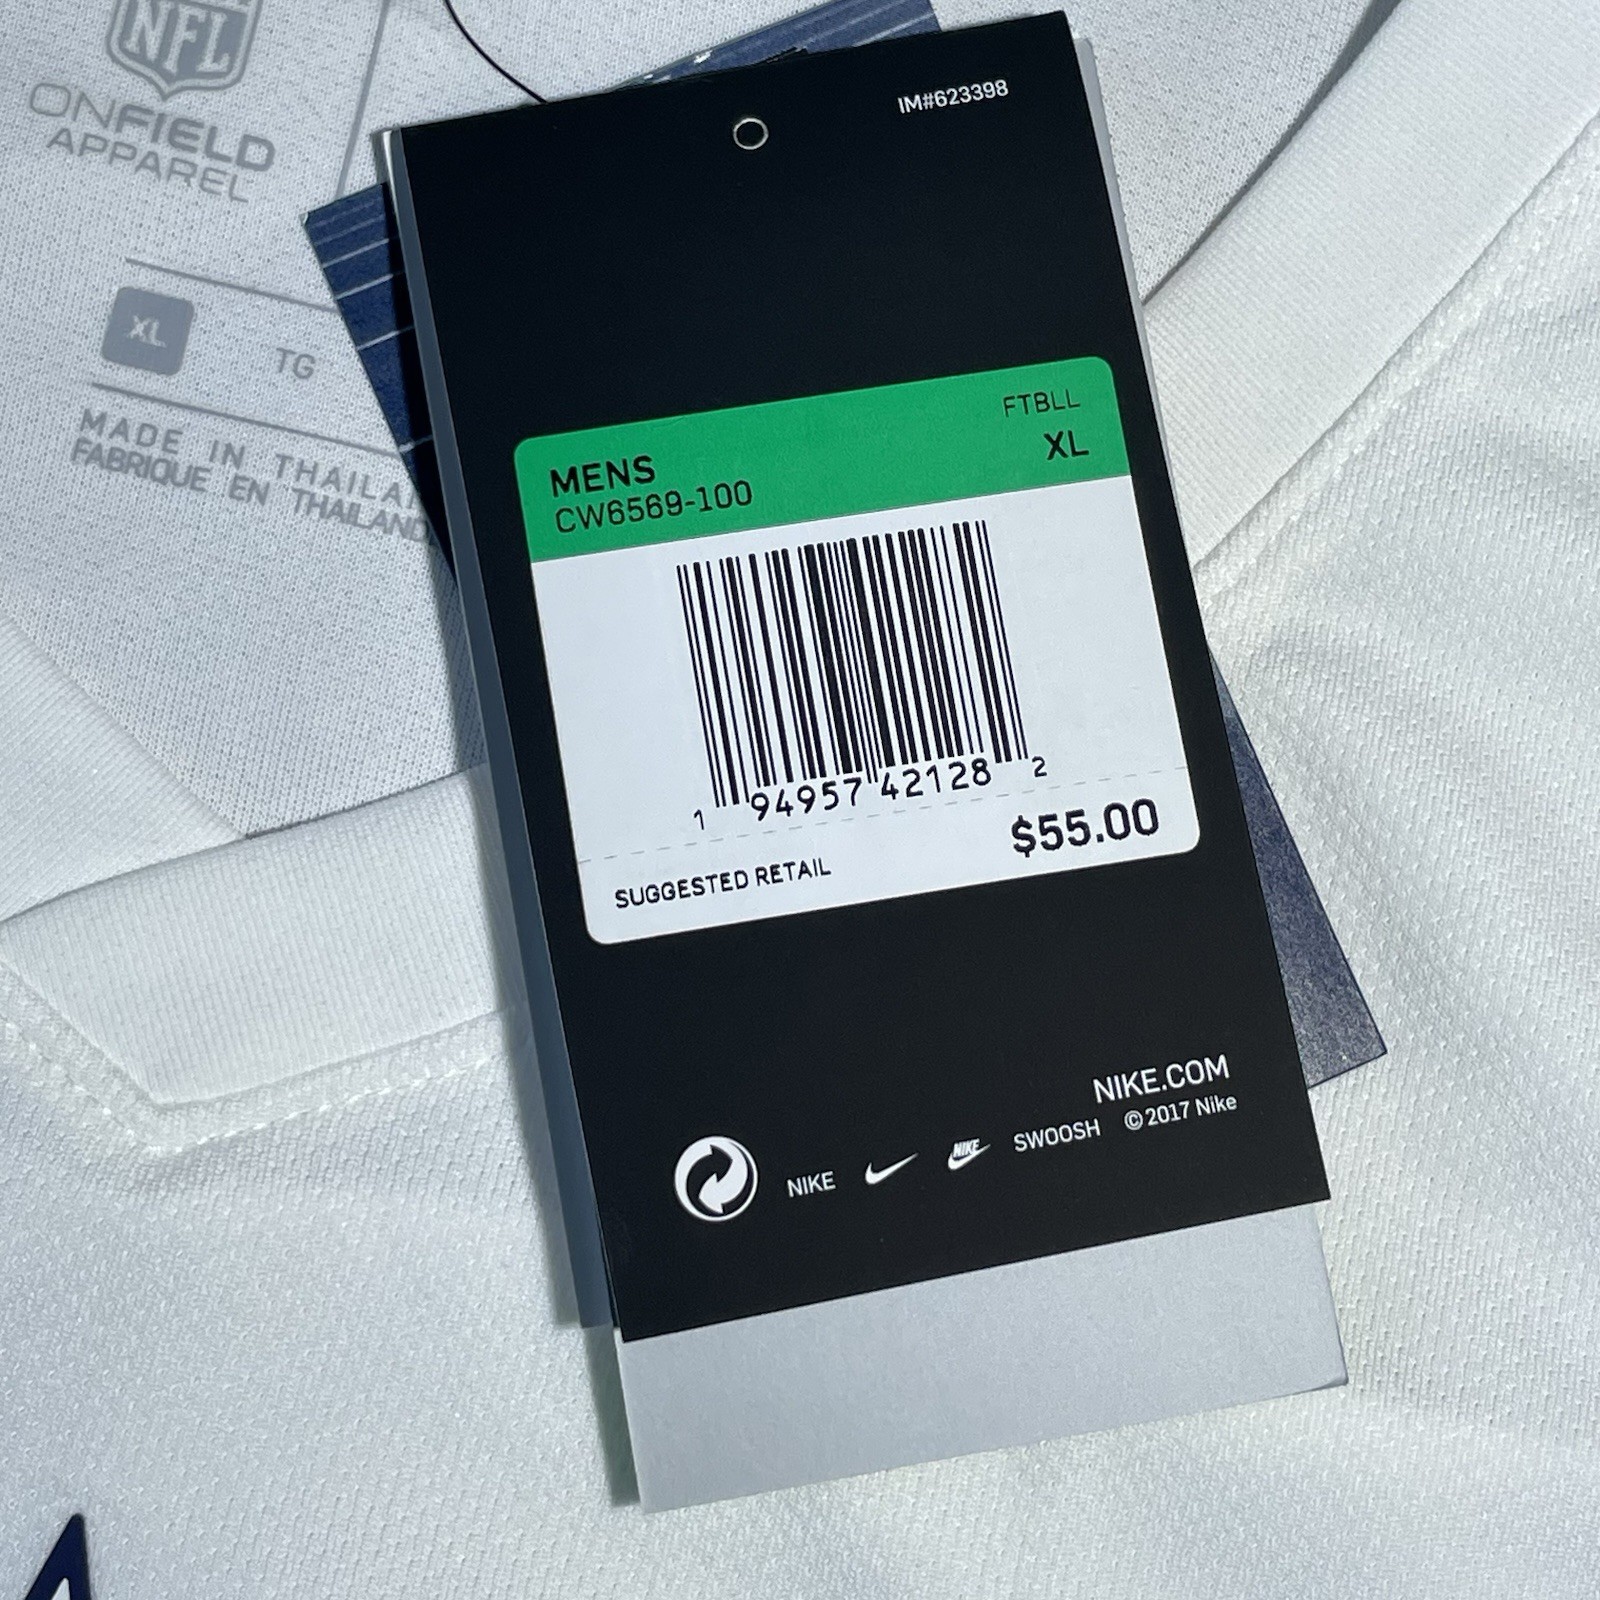 NFL
ONFIELD
APPAREL
XL
TG
MADE IN THAILA
FABRIQUE EN THAILAND
IM#623398
FTBLL
MENS
XL
CW6569-100
1 94957 42128 2
SUGGESTED RETAIL
$55.00
NIKE.COM
NIKE NIKE SWOOSH © 2017 Nike